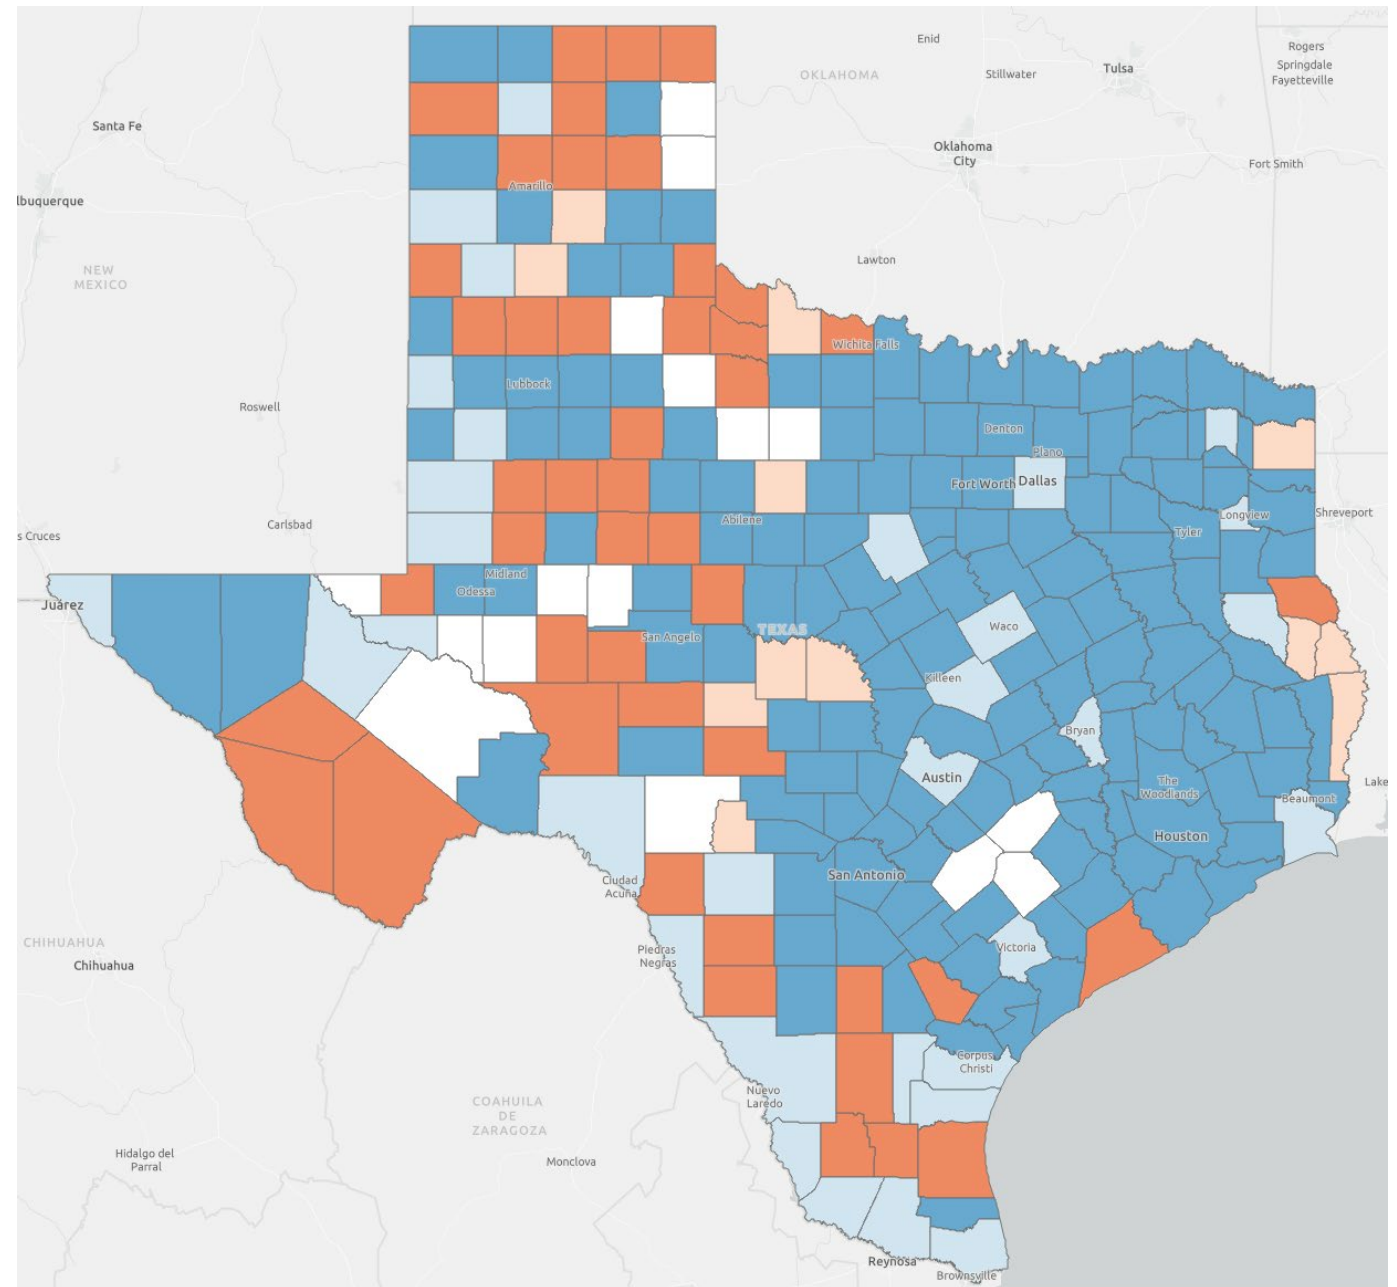 Enid
Rogers
Springdale
Fayetteville
OKLAHOMA
Stillwater
Tulsa
Santa Fe
Oklahoma
City
Fort Smith
Amarillo
lbuquerque
Lawton
NEW
MEXICO
Wichita Falls
Lubbock
Roswell
Denton
Plano
Fort Worth
Dallas
Carlsbad
Abilene
Longview
Shreveport
s Cruces
Tyler
Midland
Odessa
Juárez
TEXAS
Waco
San Angelo
Killeen
Bryan
Austin
The
Woodlands
Lake
Beaumont
Houston
San Antonio
Ciudad
Acuña
CHIHUAHUA
Chihuahua
Piedras
Negras
Victoria
Corpus
Christi
Nuevo
Laredo
COAHUILA
DE
ZARAGOZA
Hidalgo del
Parral
Monclova
Reynosa
Brownsville